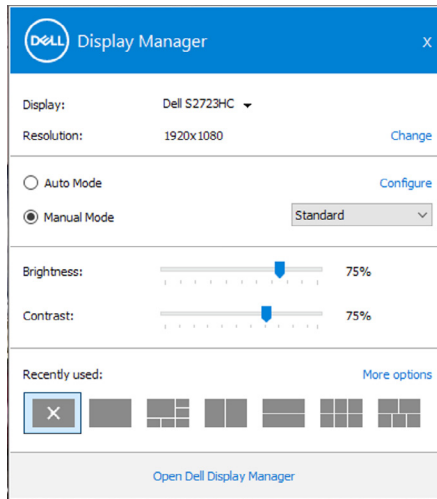 DELL Display Manager X
Display: Dell S2723HC
Resolution: 1920x1080 Change
Auto Mode Configure
Manual Mode Standard
Brightness: 75%
Contrast: 75%
Recently used: More options
Open Dell Display Manager